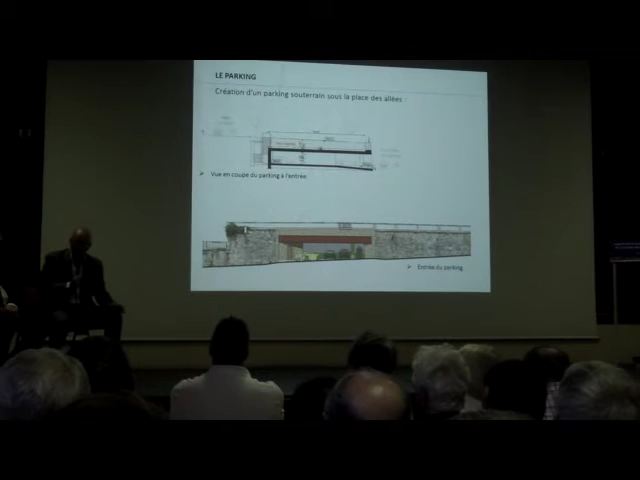 LE PARKING
Création d'un parking souterrain sous la place des allées :
➢ Vue en coupe du parking à l'entrée
➢ Entrée du parking